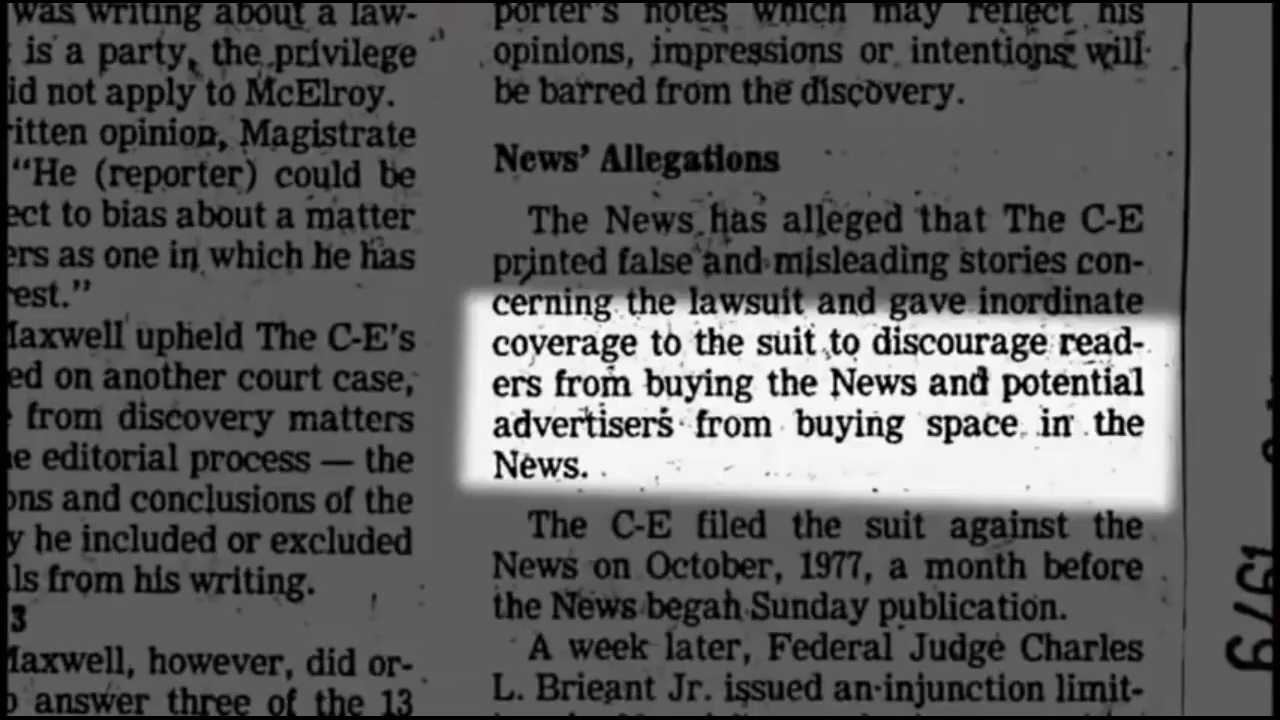 was writing about a law-
is a party, the privilege
id not apply to McElroy.
ritten opinion, Magistrate
"He (reporter) could be
ect to bias about a matter
ers as one in which he has
est."
Maxwell upheld The C-E's
ed on another court case,
from discovery matters
e editorial process — the
ons and conclusions of the
y he included or excluded
ls from his writing.
3
Maxwell, however, did or-
answer three of the 13
porter's notes which may reflect his
opinions, impressions or intentions will
be barred from the discovery.
News' Allegations
The News has alleged that The C-E
printed false and misleading stories con-
cerning the lawsuit and gave inordinate
coverage to the suit to discourage read-
ers from buying the News and potential
advertisers from buying space in the
News.
The C-E filed the suit against the
News on October, 1977, a month before
the News began Sunday publication.
A week later, Federal Judge Charles
L. Brieant Jr. issued an injunction limit-
1979